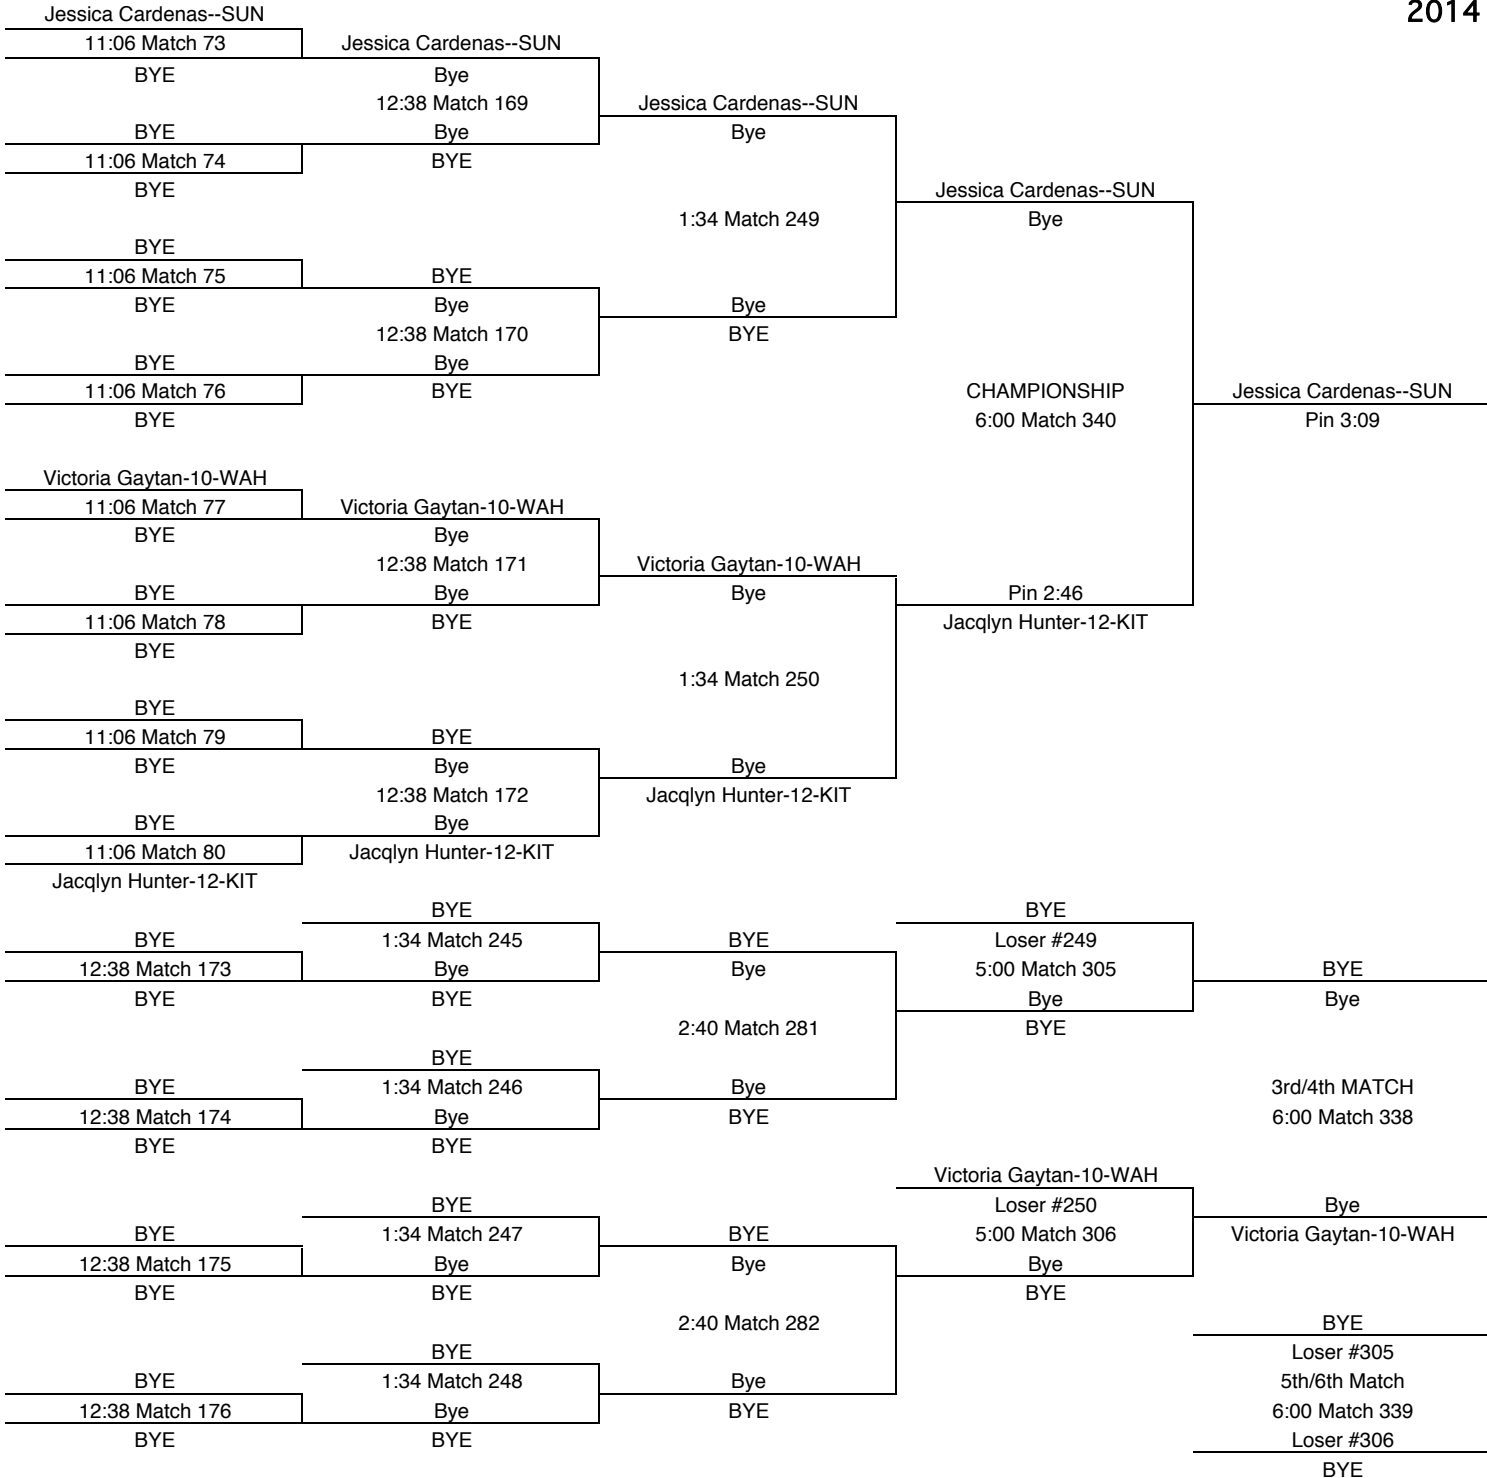 2014
Jessica Cardenas--SUN
11:06 Match 73
Jessica Cardenas--SUN
BYE
Bye
12:38 Match 169
Jessica Cardenas--SUN
BYE
Bye
Bye
11:06 Match 74
BYE
BYE
Jessica Cardenas--SUN
1:34 Match 249
Bye
BYE
11:06 Match 75
BYE
BYE
Bye
Bye
12:38 Match 170
BYE
BYE
Bye
11:06 Match 76
BYE
CHAMPIONSHIP
Jessica Cardenas--SUN
BYE
6:00 Match 340
Pin 3:09
Victoria Gaytan-10-WAH
11:06 Match 77
Victoria Gaytan-10-WAH
BYE
Bye
12:38 Match 171
Victoria Gaytan-10-WAH
BYE
Bye
Bye
Pin 2:46
11:06 Match 78
BYE
Jacqlyn Hunter-12-KIT
BYE
1:34 Match 250
BYE
11:06 Match 79
BYE
BYE
Bye
Bye
12:38 Match 172
Jacqlyn Hunter-12-KIT
BYE
Bye
11:06 Match 80
Jacqlyn Hunter-12-KIT
Jacqlyn Hunter-12-KIT
BYE
BYE
BYE
1:34 Match 245
BYE
Loser #249
12:38 Match 173
Bye
Bye
5:00 Match 305
BYE
BYE
BYE
Bye
Bye
2:40 Match 281
BYE
BYE
BYE
1:34 Match 246
Bye
3rd/4th MATCH
12:38 Match 174
Bye
BYE
6:00 Match 338
BYE
BYE
Victoria Gaytan-10-WAH
BYE
Loser #250
Bye
BYE
1:34 Match 247
BYE
5:00 Match 306
Victoria Gaytan-10-WAH
12:38 Match 175
Bye
Bye
Bye
BYE
BYE
BYE
2:40 Match 282
BYE
BYE
Loser #305
BYE
1:34 Match 248
Bye
5th/6th Match
12:38 Match 176
Bye
BYE
6:00 Match 339
BYE
BYE
Loser #306
BYE